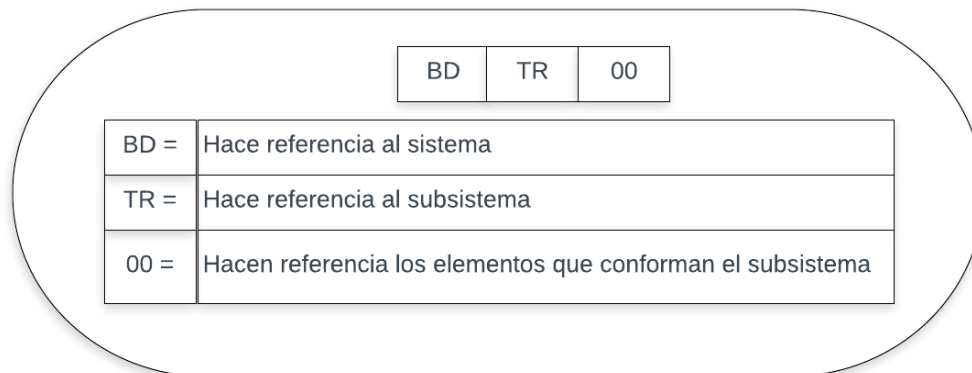 BD TR 00
BD = Hace referencia al sistema
TR = Hace referencia al subsistema
00 = Hacen referencia los elementos que conforman el subsistema